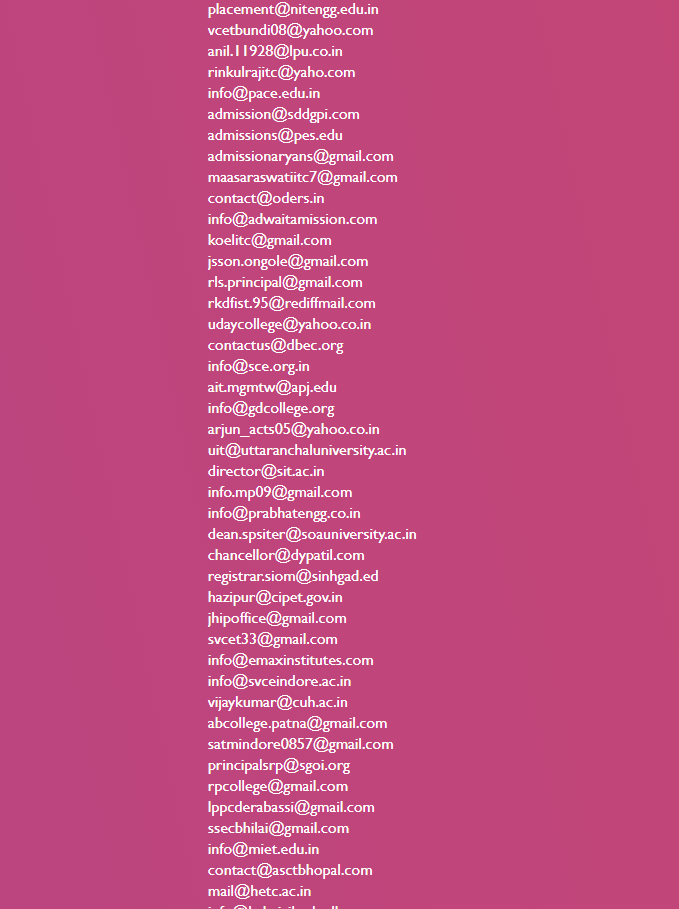 placement@nitengg.edu.in
vcetbundi08@yahoo.com
anil.11928@lpu.co.in
rinkulrajitc@yaho.com
info@pace.edu.in
admission@sddgpi.com
admissions@pes.edu
admissionaryans@gmail.com
maasaraswatiitc7@gmail.com
contact@oders.in
info@adwaitamission.com
koelitc@gmail.com
jsson.ongole@gmail.com
rls.principal@gmail.com
rkdfist.95@rediffmail.com
udaycollege@yahoo.co.in
contactus@dbec.org
info@sce.org.in
ait.mgmtw@apj.edu
info@gdcollege.org
arjun_acts05@yahoo.co.in
uit@uttaranchaluniversity.ac.in
director@sit.ac.in
info.mp09@gmail.com
info@prabhatengg.co.in
dean.spsiter@soauniversity.ac.in
chancellor@dypatil.com
registrar.siom@sinhgad.ed
hazipur@cipet.gov.in
jhipoffice@gmail.com
svcet33@gmail.com
info@emaxinstitutes.com
info@svceindore.ac.in
vijaykumar@cuh.ac.in
abcollege.patna@gmail.com
satmindore0857@gmail.com
principalsrp@sgoi.org
rpcollege@gmail.com
lppcderabassi@gmail.com
ssecbhilai@gmail.com
info@miet.edu.in
contact@asctbhopal.com
mail@hetc.ac.in